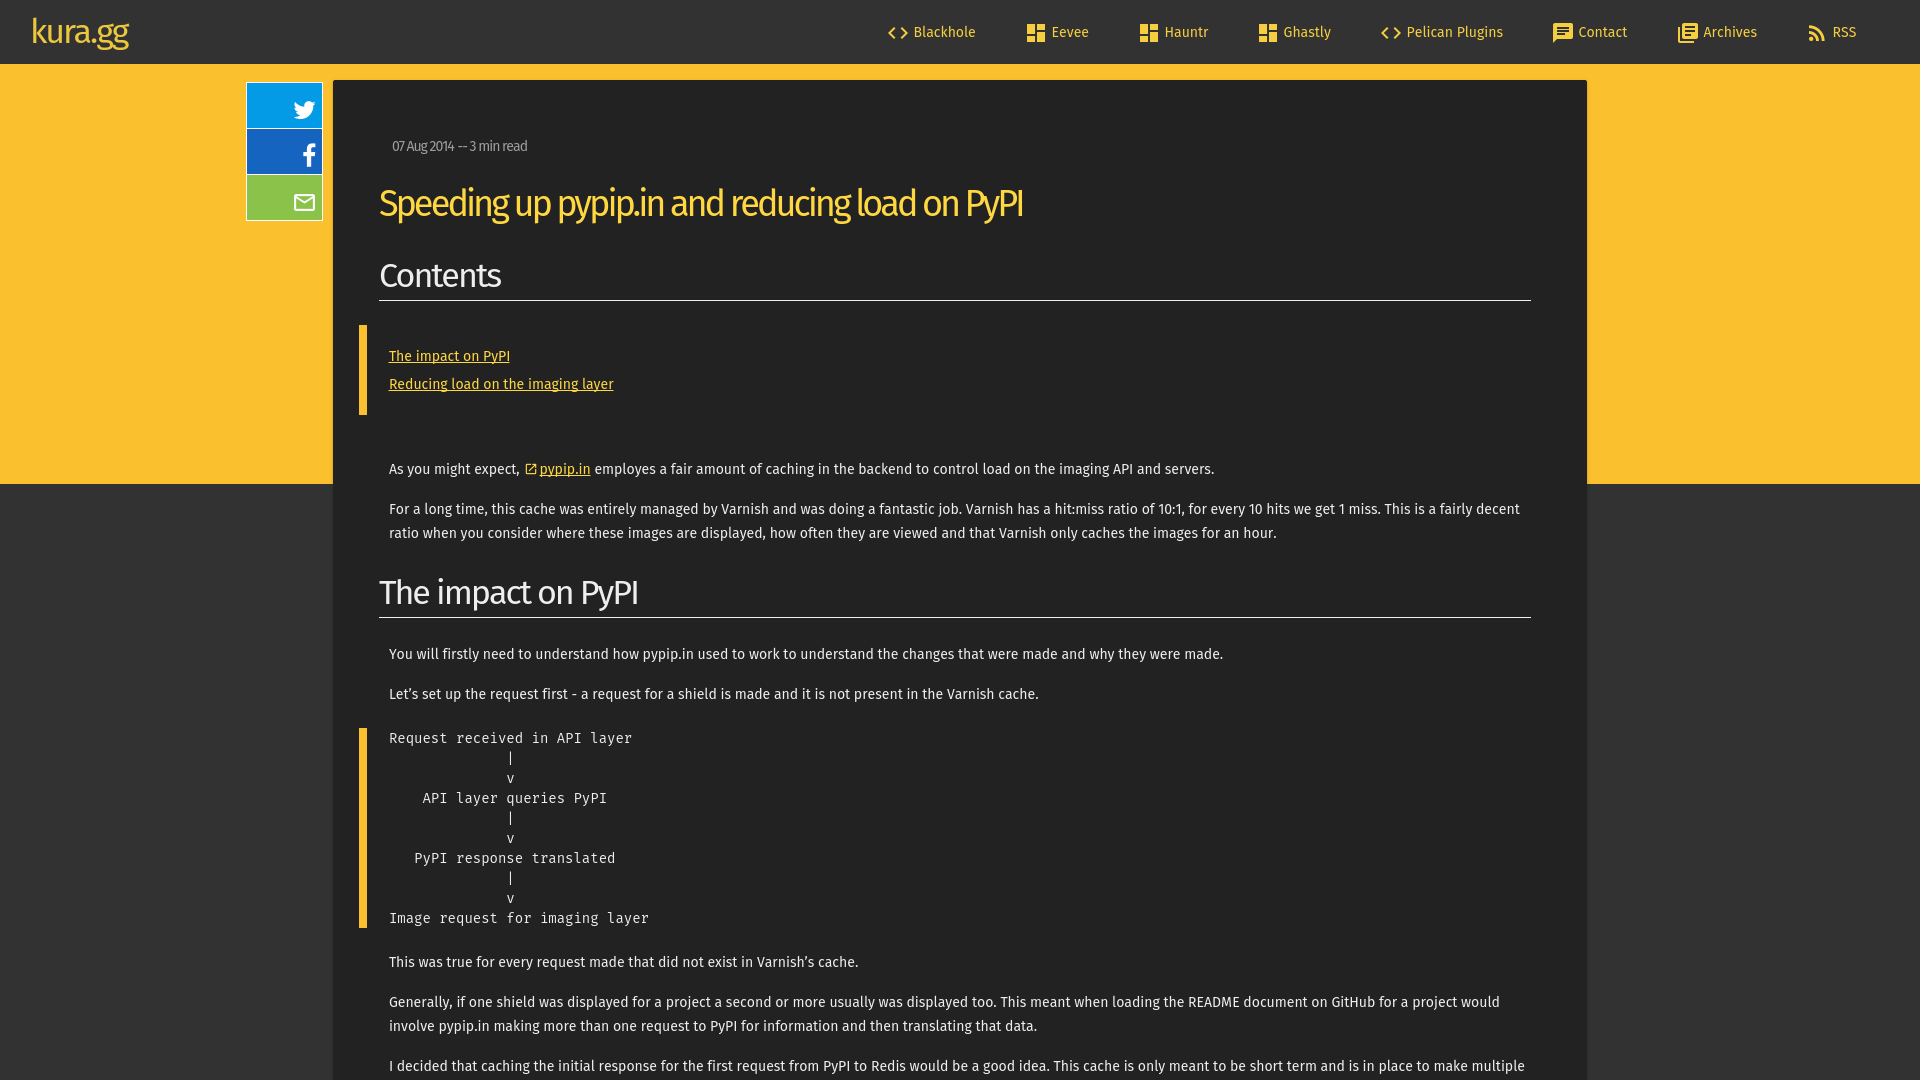 kura.gg
Blackhole
Eevee
Hauntr
Ghastly
Pelican Plugins
Contact
Archives
RSS
07 Aug 2014 -- 3 min read
Speeding up pypip.in and reducing load on PyPI
Contents
The impact on PyPI
Reducing load on the imaging layer
As you might expect, pypip.in employes a fair amount of caching in the backend to control load on the imaging API and servers.
For a long time, this cache was entirely managed by Varnish and was doing a fantastic job. Varnish has a hit:miss ratio of 10:1, for every 10 hits we get 1 miss. This is a fairly decent
ratio when you consider where these images are displayed, how often they are viewed and that Varnish only caches the images for an hour.
The impact on PyPI
You will firstly need to understand how pypip.in used to work to understand the changes that were made and why they were made.
Let’s set up the request first - a request for a shield is made and it is not present in the Varnish cache.
Request received in API layer
|
v
API layer queries PyPI
|
v
PyPI response translated
|
v
Image request for imaging layer
This was true for every request made that did not exist in Varnish’s cache.
Generally, if one shield was displayed for a project a second or more usually was displayed too. This meant when loading the README document on GitHub for a project would
involve pypip.in making more than one request to PyPI for information and then translating that data.
I decided that caching the initial response for the first request from PyPI to Redis would be a good idea. This cache is only meant to be short term and is in place to make multiple